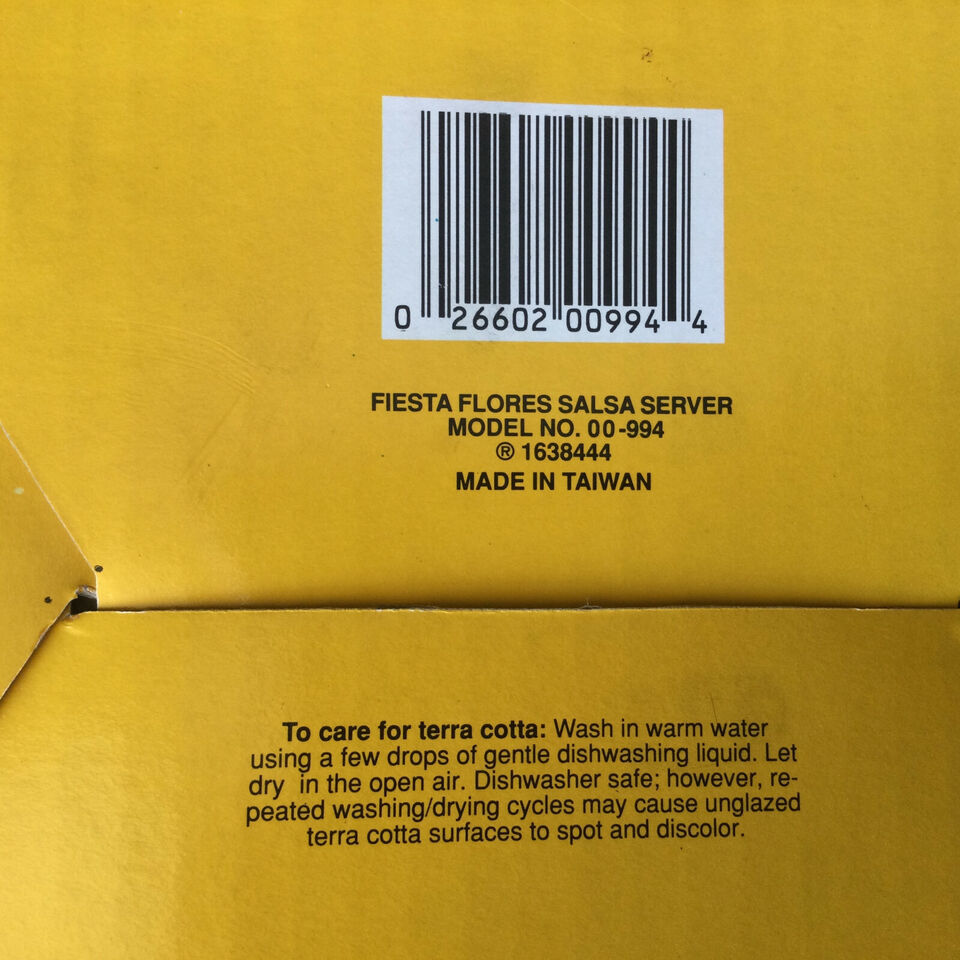 0 26602 00994 4
FIESTA FLORES SALSA SERVER
MODEL NO. 00-994
® 1638444
MADE IN TAIWAN
To care for terra cotta: Wash in warm water
using a few drops of gentle dishwashing liquid. Let
dry in the open air. Dishwasher safe; however, re-
peated washing/drying cycles may cause unglazed
terra cotta surfaces to spot and discolor.